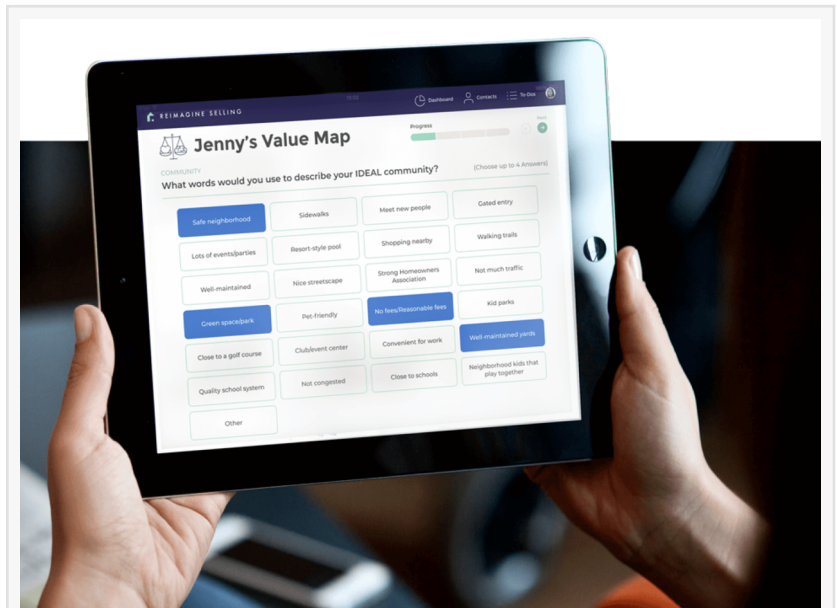 REIMAGINE SELLING
Dashboard
Contacts
To-Dos
Jenny's Value Map
Progress
COMMUNITY
What words would you use to describe your IDEAL community?
(Choose up to 4 Answers)
Safe neighborhood
Sidewalks
Meet new people
Gated entry
Lots of events/parties
Resort-style pool
Shopping nearby
Walking trails
Well-maintained
Nice streetscape
Strong Homeowners
Association
Not much traffic
Green space/park
Pet-friendly
No fees/Reasonable fees
Kid parks
Close to a golf course
Club/event center
Convenient for work
Well-maintained yards
Quality school system
Not congested
Close to schools
Neighborhood kids that
play together
Other